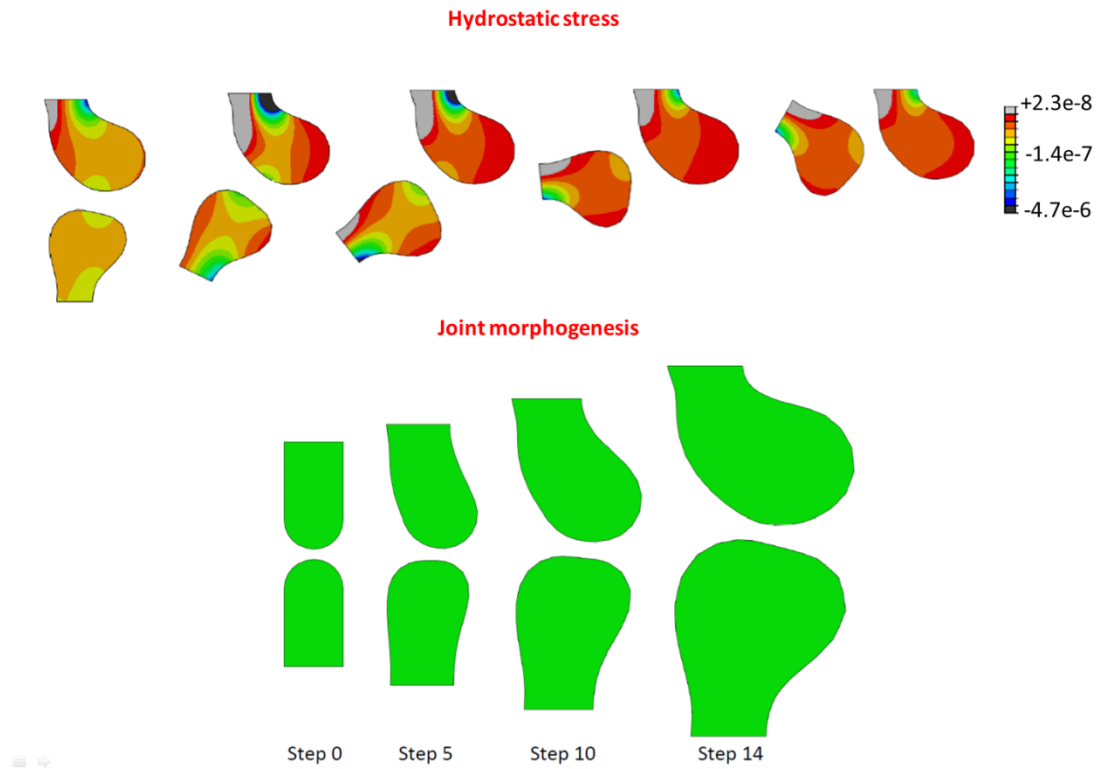 Hydrostatic stress
+2.3e-8
-1.4e-7
-4.7e-6
Joint morphogenesis
Step 0
Step 5
Step 10
Step 14